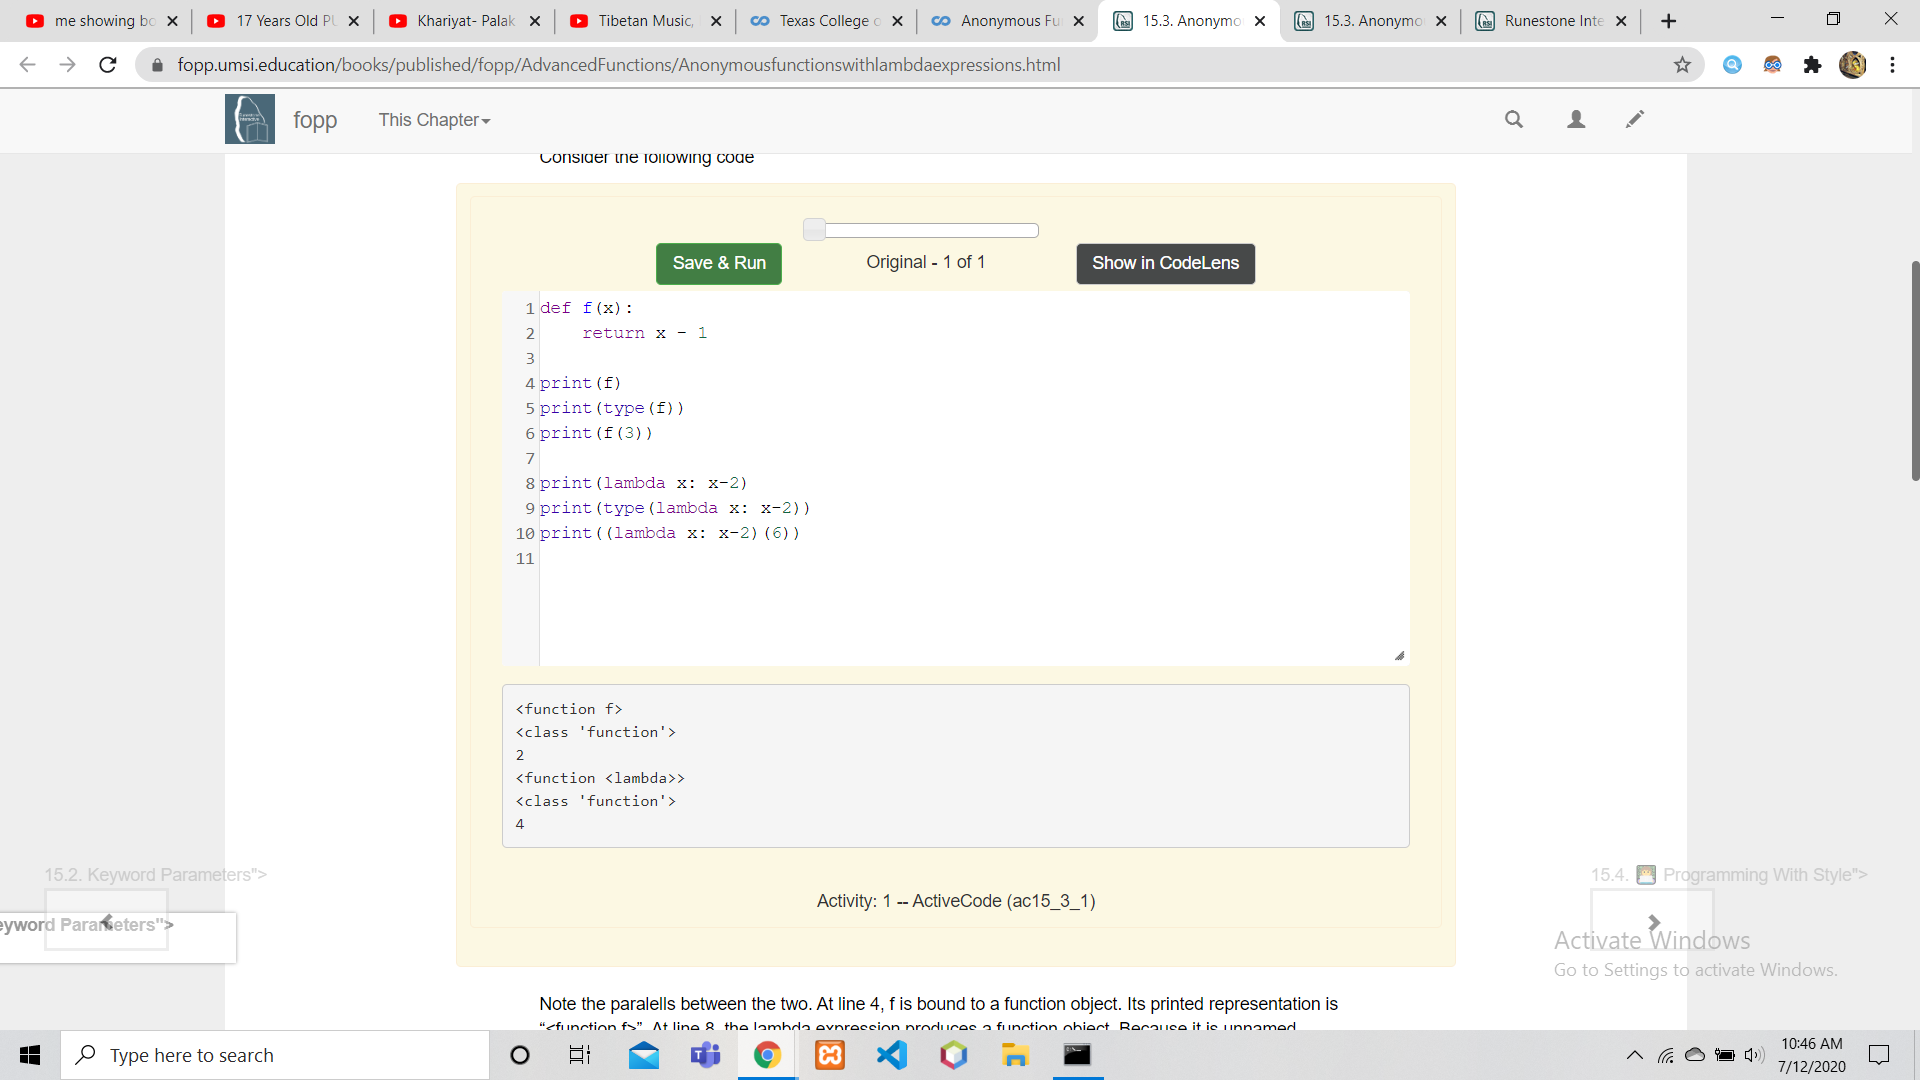 me showing bo
17 Years Old PU
Khariyat- Palak
Tibetan Music,
Texas College o
Anonymous Fu
15.3. Anonymo
15.3. Anonymo
Runestone Inte
fopp.umsi.education/books/published/fopp/AdvancedFunctions/Anonymousfunctionswithlambdaexpressions.html
fopp
This Chapter
Consider the following code
Save & Run
Original - 1 of 1
Show in CodeLens
1 def f(x):
2     return x - 1
3
4 print(f)
5 print(type(f))
6 print(f(3))
7
8 print(lambda x: x-2)
9 print(type(lambda x: x-2))
10 print((lambda x: x-2)(6))
11
<function f>
<class 'function'>
2
<function <lambda>>
<class 'function'>
4
15.2. Keyword Parameters">
eyword Parameters">
15.4. 👩🏻‍💻 Programming With Style">
Activity: 1 -- ActiveCode (ac15_3_1)
Activate Windows
Go to Settings to activate Windows.
Note the paralells between the two. At line 4, f is bound to a function object. Its printed representation is
“<function f>”. At line 8, the lambda expression produces a function object. Because it is unnamed
Type here to search
10:46 AM
7/12/2020